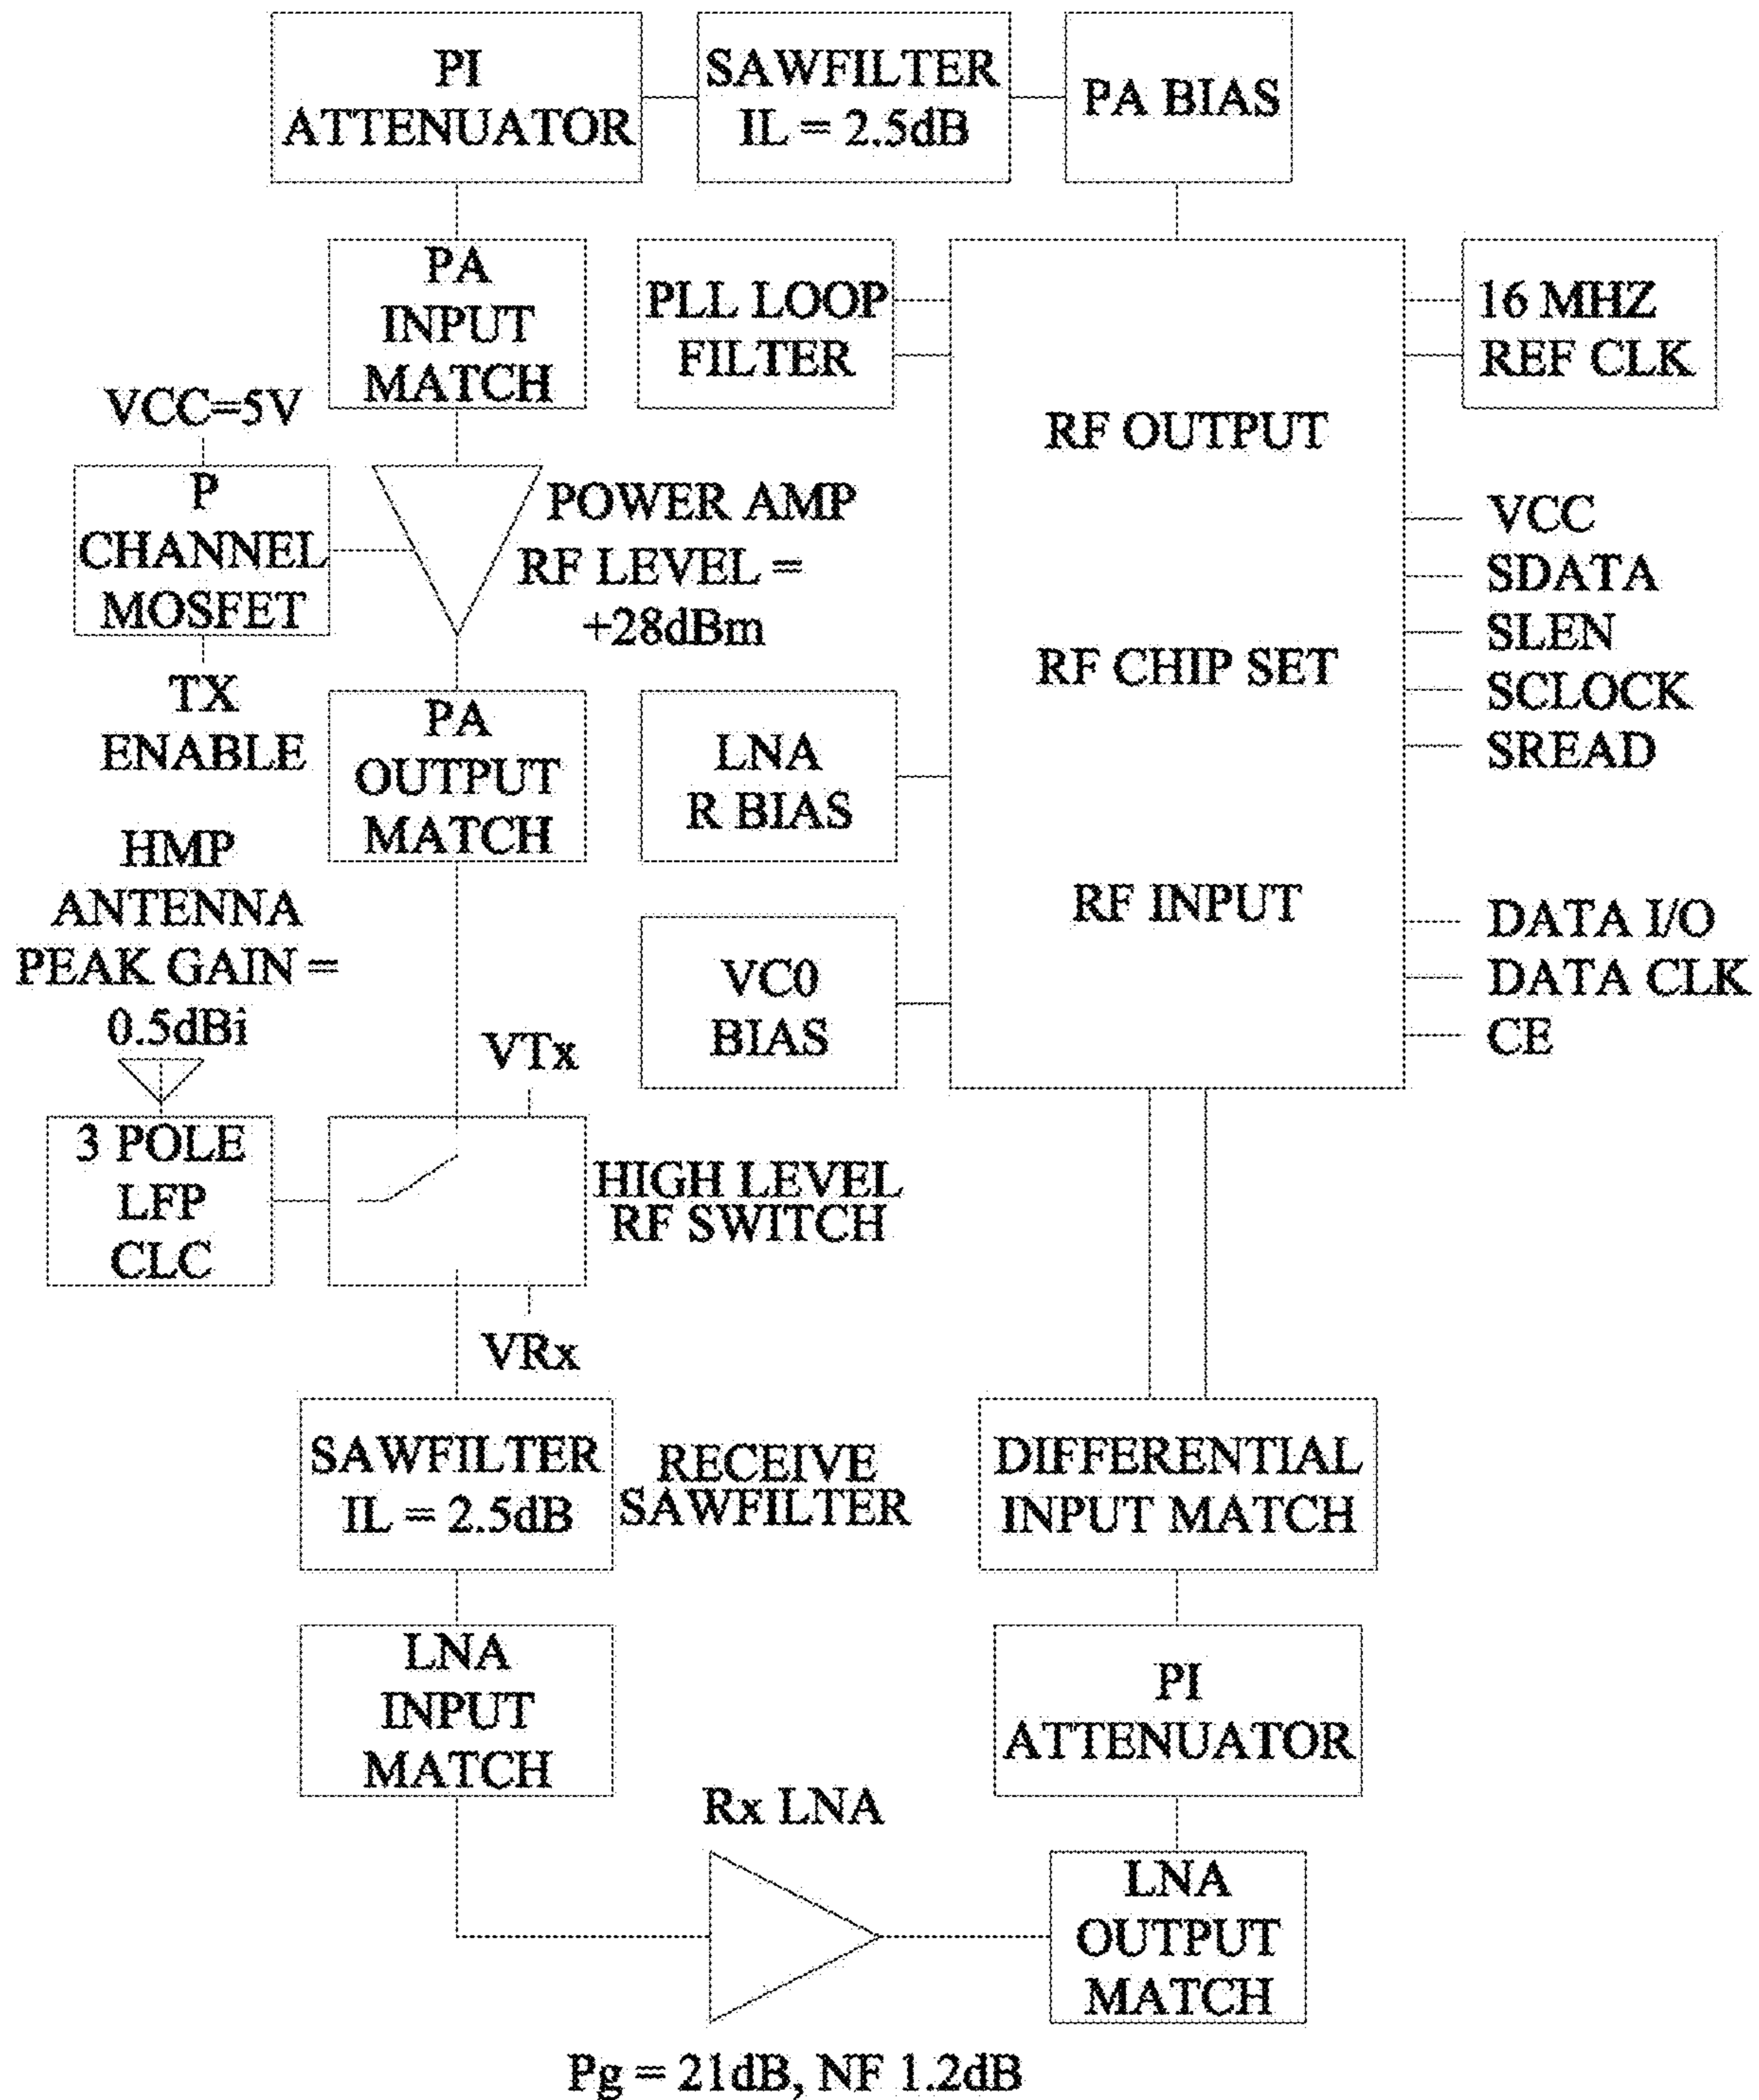 PI
ATTENUATOR
SAWFILTER
IL = 2.5dB
PA BIAS
PA
INPUT
MATCH
PLL LOOP
FILTER
16 MHZ
REF CLK
RF OUTPUT
RF CHIP SET
RF INPUT
VCC=5V
P
CHANNEL
MOSFET
TX
ENABLE
POWER AMP
RF LEVEL =
+28dBm
VCC
SDATA
SLEN
SCLOCK
SREAD
PA
OUTPUT
MATCH
LNA
R BIAS
HMP
ANTENNA
PEAK GAIN =
0.5dBi
VC0
BIAS
DATA I/O
DATA CLK
CE
VTx
3 POLE
LFP
CLC
HIGH LEVEL
RF SWITCH
VRx
SAWFILTER
IL = 2.5dB
RECEIVE
SAWFILTER
DIFFERENTIAL
INPUT MATCH
LNA
INPUT
MATCH
PI
ATTENUATOR
Rx LNA
LNA
OUTPUT
MATCH
Pg = 21dB, NF 1.2dB